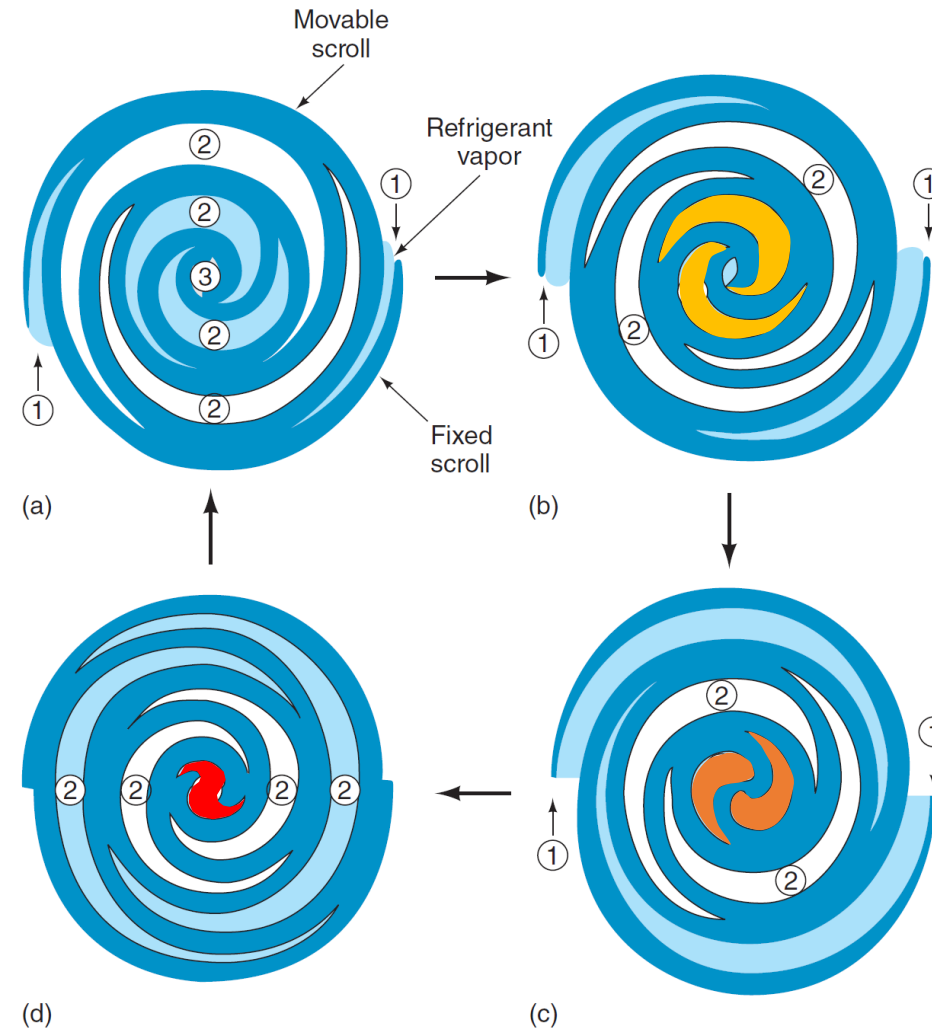 Movable
scroll
Refrigerant
vapor
②
①
②
③
②
①
②
Fixed
scroll
(a)
②
①
②
①
(b)
②
②
②
②
(d)
②
①
①
②
(c)